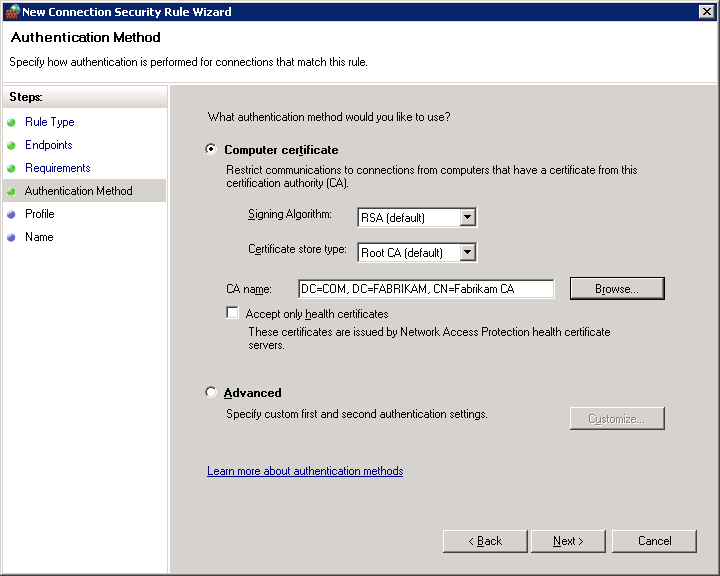 New Connection Security Rule Wizard
Authentication Method
Specify how authentication is performed for connections that match this rule.
Steps:
Rule Type
Endpoints
Requirements
Authentication Method
Profile
Name
What authentication method would you like to use?
Computer certificate
Restrict communications to connections from computers that have a certificate from this
certification authority (CA).
Signing Algorithm: RSA (default)
Certificate store type: Root CA (default)
CA name: DC=COM, DC=FABRIKAM, CN=Fabrikam CA Browse...
Accept only health certificates
These certificates are issued by Network Access Protection health certificate
servers.
Advanced
Specify custom first and second authentication settings.
Customize...
Learn more about authentication methods
< Back Next > Cancel